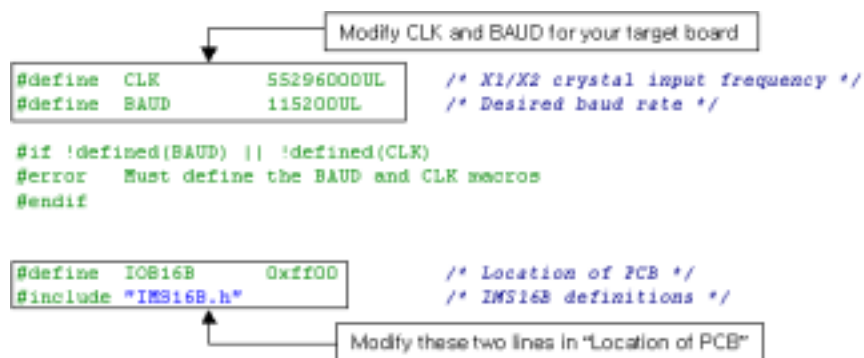 Modify CLK and BAUD for your target board
#define CLK 55296000UL /* X1/X2 crystal input frequency */
#define BAUD 115200UL /* Desired baud rate */
#if !defined(BAUD) || !defined(CLK)
#error Must define the BAUD and CLK macros
#endif
#define IOB16B 0xff00 /* Location of PCB */
#include "IMS16B.h" /* IMS16B definitions */
Modify these two lines in "Location of PCB"